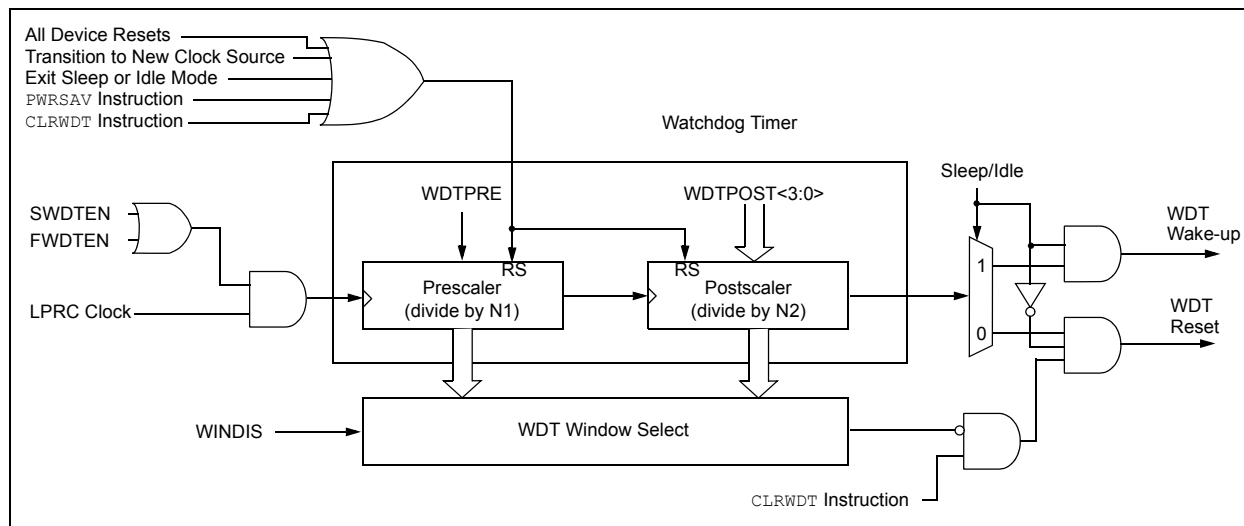 All Device Resets
Transition to New Clock Source
Exit Sleep or Idle Mode
PWRSAV Instruction
CLRWDT Instruction
Watchdog Timer
Sleep/Idle
WDTPRE
WDTPOST<3:0>
SWDTEN
FWDTEN
WDT
Wake-up
RS
RS
1
Prescaler
(divide by N1)
Postscaler
(divide by N2)
LPRC Clock
WDT
Reset
0
WINDIS
WDT Window Select
CLRWDT Instruction